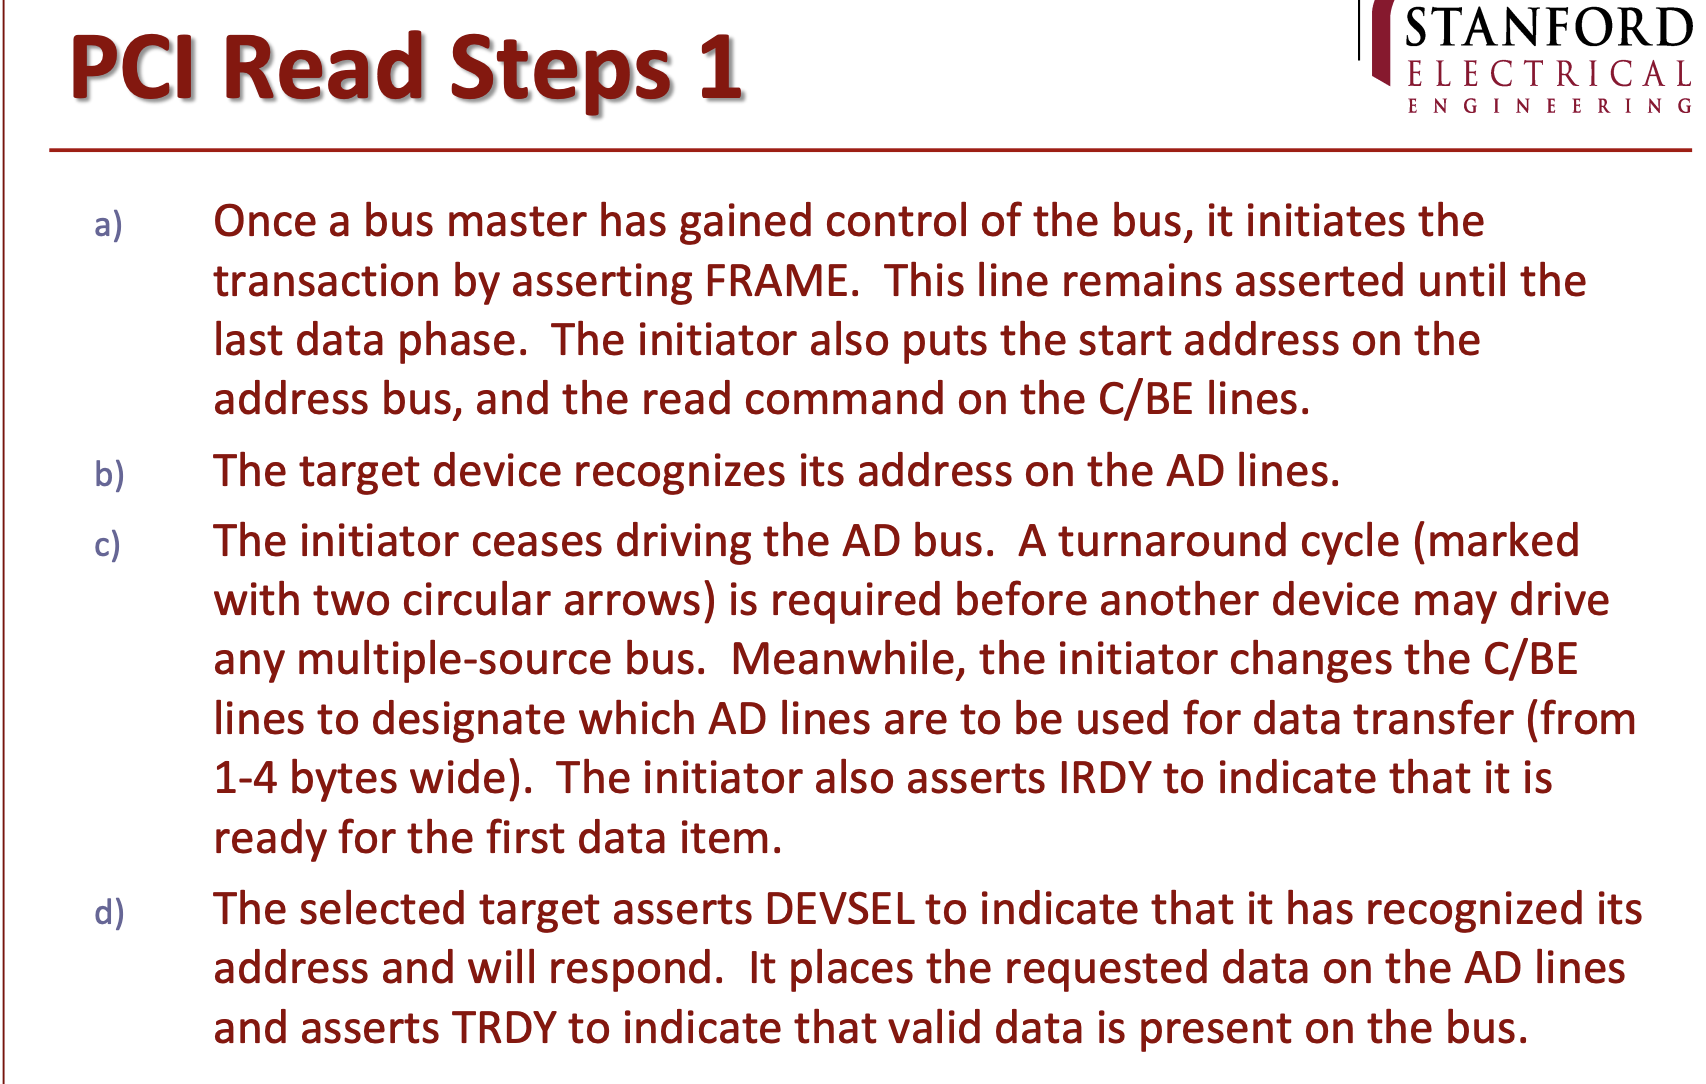 PCI Read Steps 1
STANFORD
ELECTRICAL
ENGINEERING
a) Once a bus master has gained control of the bus, it initiates the
transaction by asserting FRAME. This line remains asserted until the
last data phase. The initiator also puts the start address on the
address bus, and the read command on the C/BE lines.
b) The target device recognizes its address on the AD lines.
c) The initiator ceases driving the AD bus. A turnaround cycle (marked
with two circular arrows) is required before another device may drive
any multiple-source bus. Meanwhile, the initiator changes the C/BE
lines to designate which AD lines are to be used for data transfer (from
1-4 bytes wide). The initiator also asserts IRDY to indicate that it is
ready for the first data item.
d) The selected target asserts DEVSEL to indicate that it has recognized its
address and will respond. It places the requested data on the AD lines
and asserts TRDY to indicate that valid data is present on the bus.